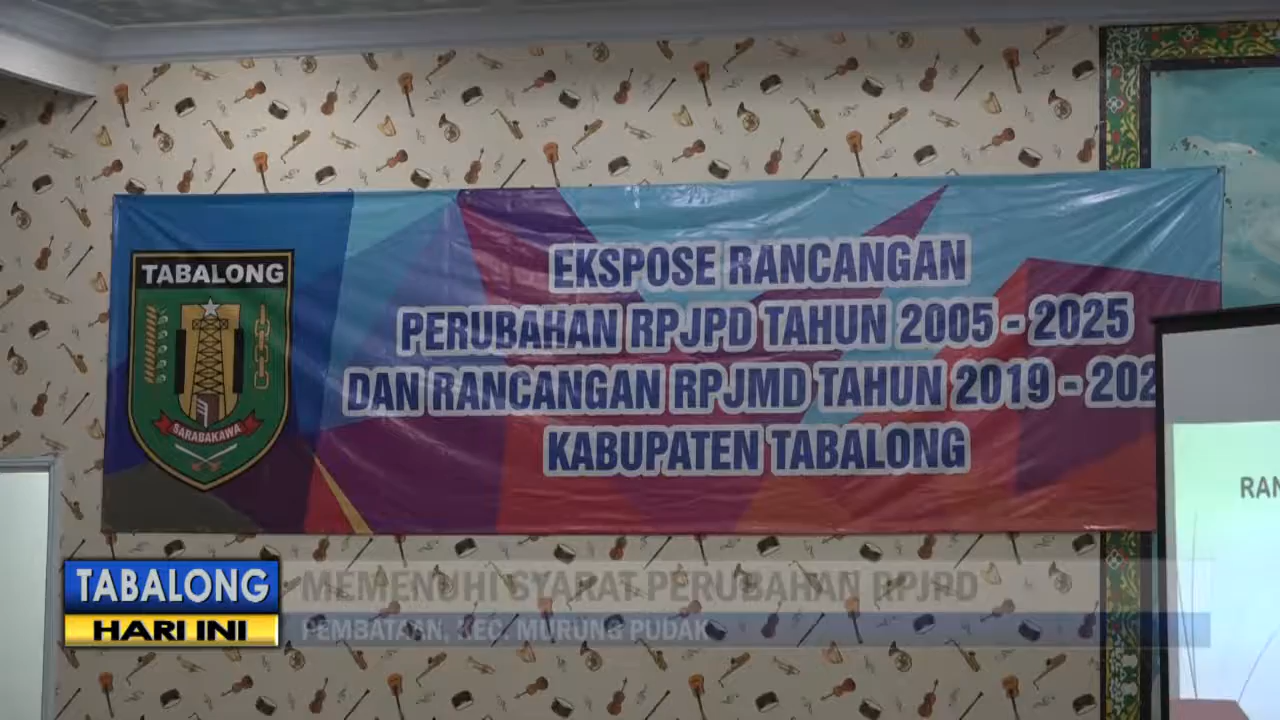 TABALONG
SARABAKAWA
EKSPOSE RANCANGAN
PERUBAHAN RPJPD TAHUN 2005 - 2025
DAN RANCANGAN RPJMD TAHUN 2019 - 202
KABUPATEN TABALONG
RAN
TABALONG
HARI INI
MEMENUHI SYARAT PERUBAHAN RPJPD
PEMBATAAN, KEC. MURUNG PUDAK